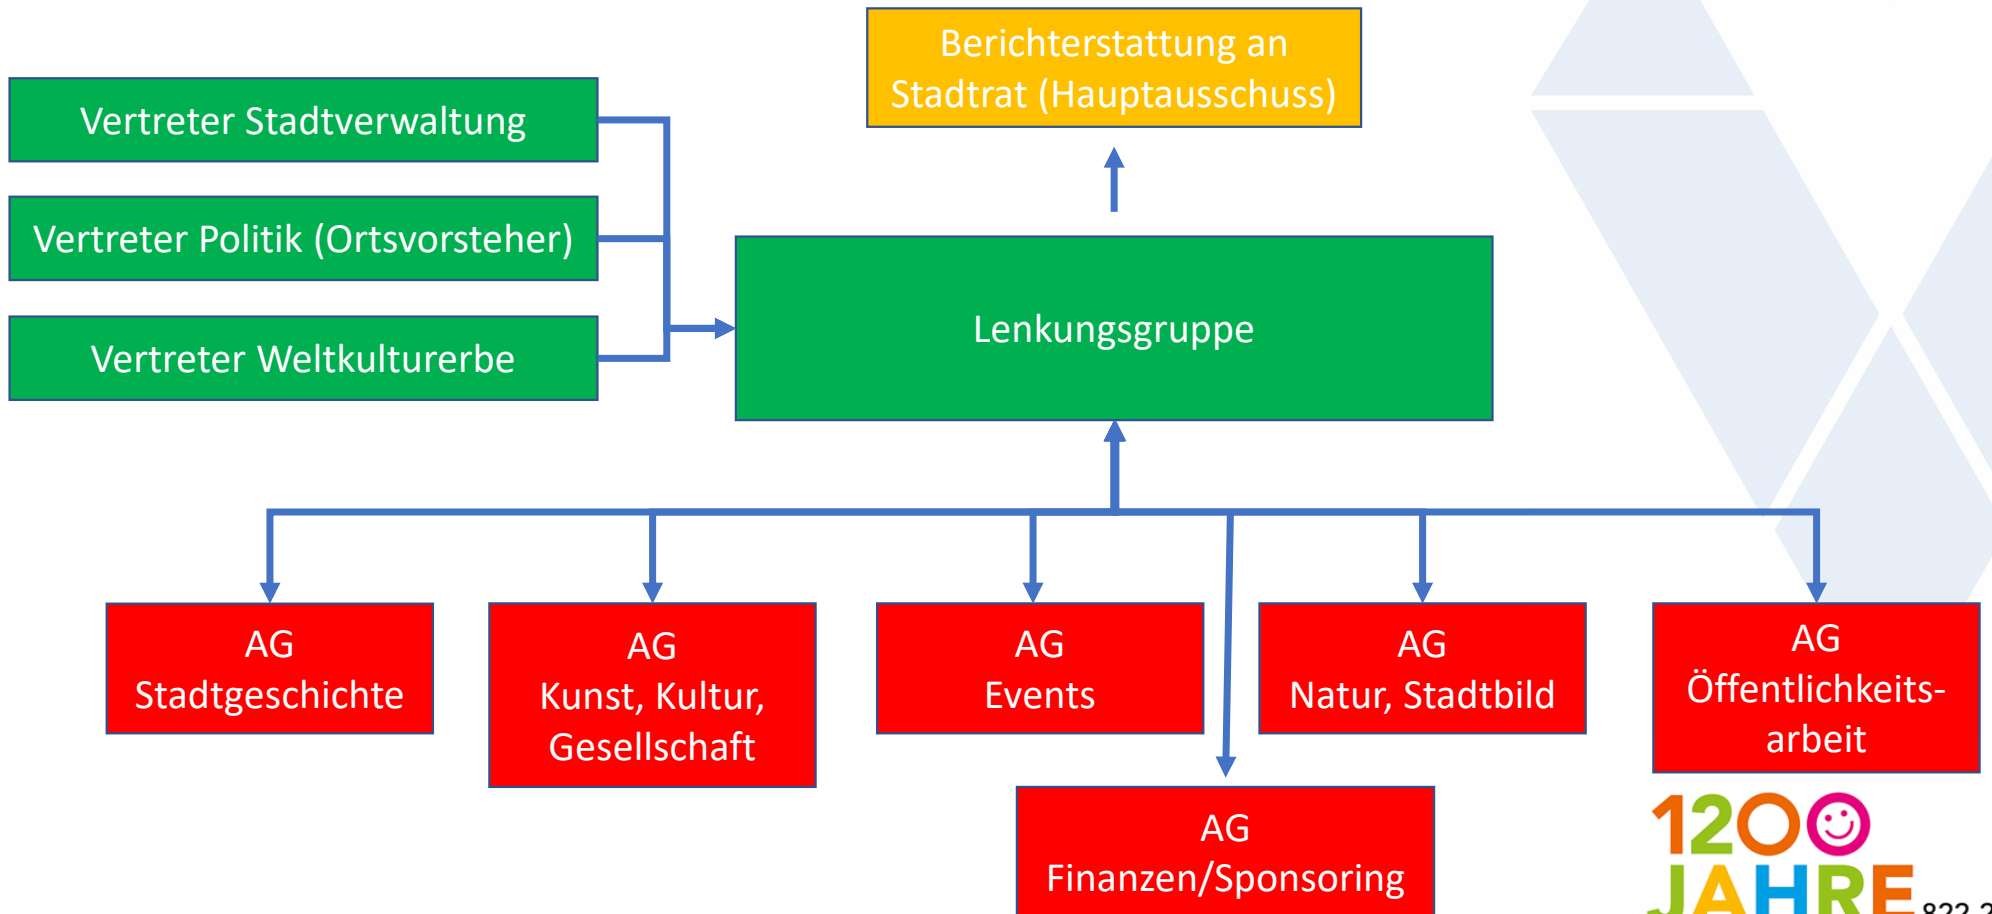 Berichterstattung an
Stadtrat (Hauptausschuss)
Vertreter Stadtverwaltung
Vertreter Politik (Ortsvorsteher)
Vertreter Weltkulturerbe
Lenkungsgruppe
AG
Stadtgeschichte
AG
Kunst, Kultur,
Gesellschaft
AG
Events
AG
Natur, Stadtbild
AG
Öffentlichkeits-
arbeit
AG
Finanzen/Sponsoring
1200
JAHRE